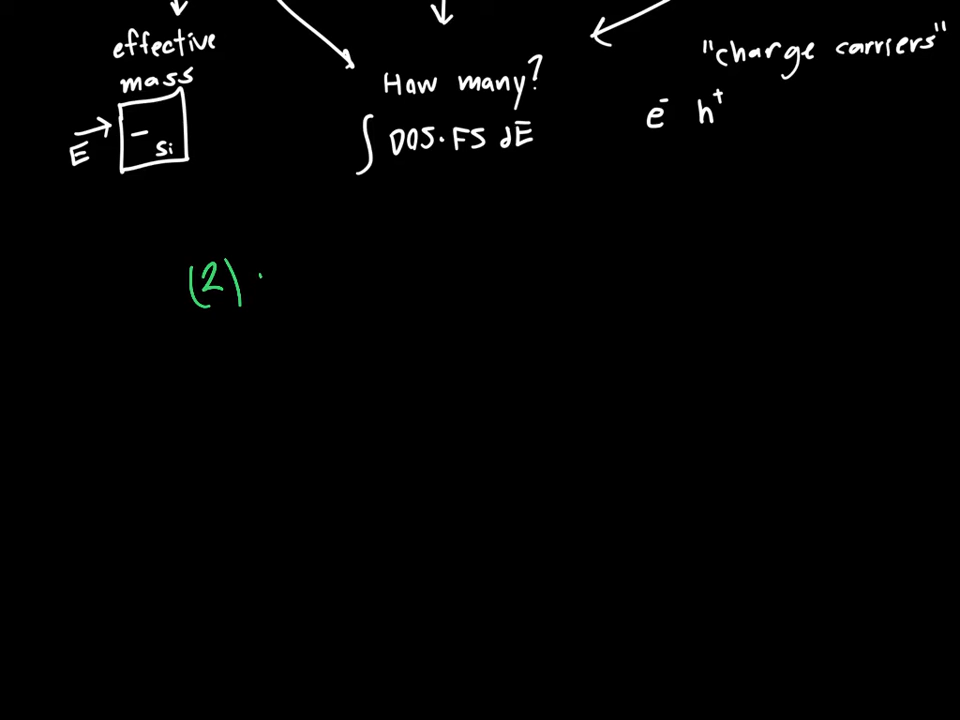 effective
mass
E
Si
How many?
∫ DOS·FS dE
"charge carriers"
e⁻ h⁺
(2)